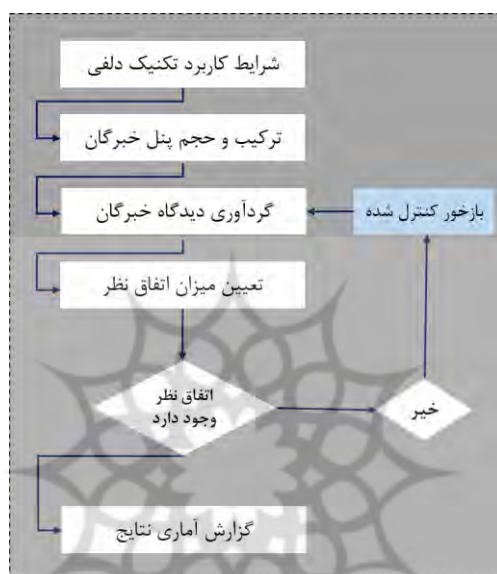 شرایط کاربرد تکنیک دلفی
ترکیب و حجم پنل خبرگان
گردآوری دیدگاه خبرگان
بازخور کنترل شده
تعیین میزان اتفاق نظر
اتفاق نظر
وجود دارد
خیر
گزارش آماری نتایج